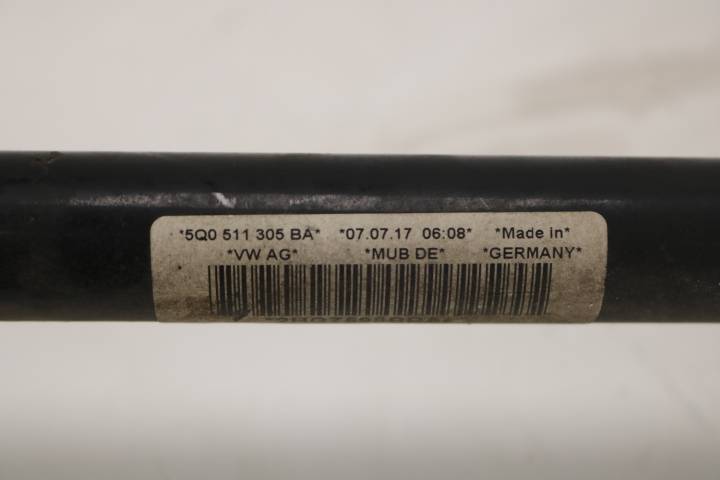 *5Q0 511 305 BA* *07.07.17 06:08* *Made in*
*VW AG* *MUB DE* *GERMANY*